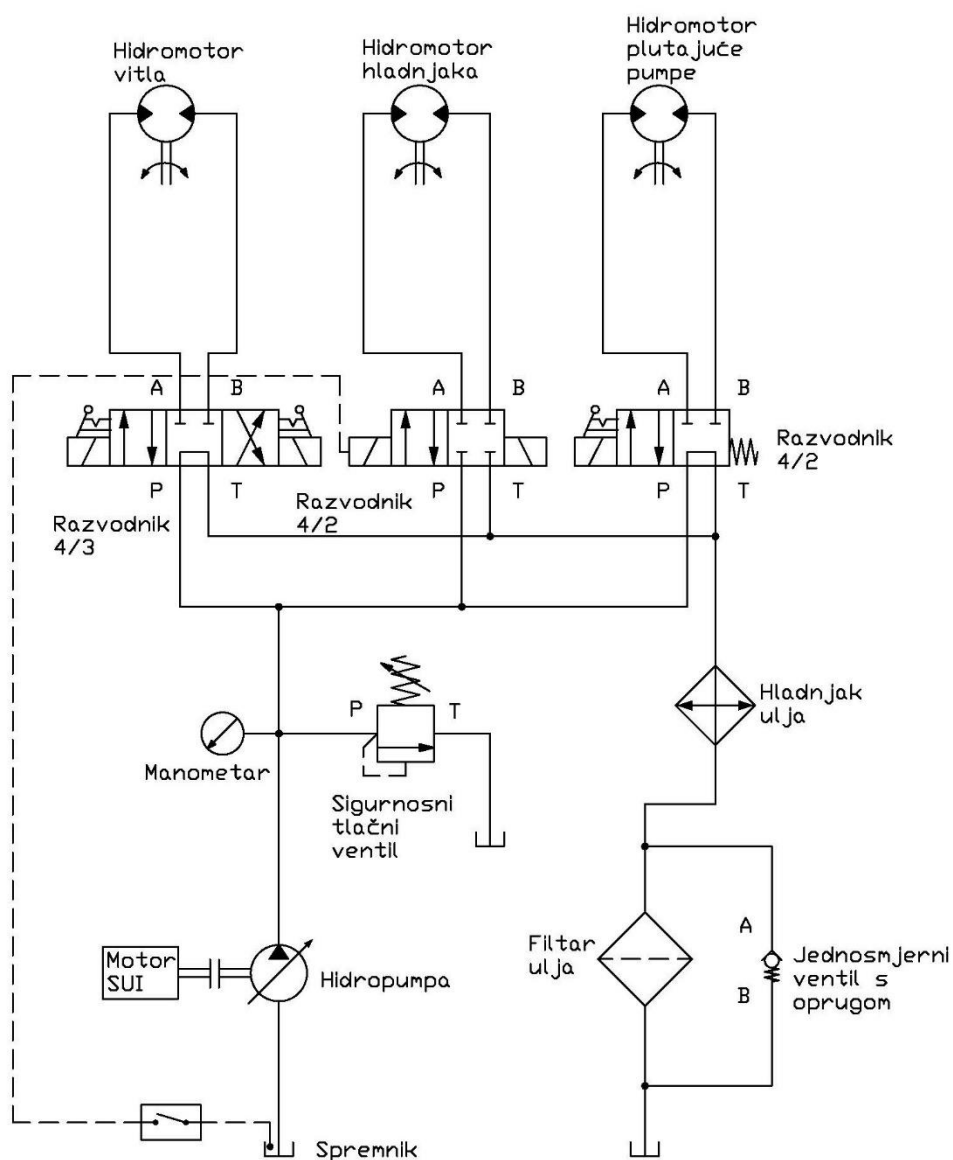 Hidromotor
vitla
Hidromotor
hladnjaka
Hidromotor
plutajuče
pumpe
A B
A B
A B
P T
P T
P T
Razvodnik
4/3
Razvodnik
4/2
Razvodnik
4/2
Hladnjak
ulja
P T
Manometar
Sigurnosni
tlačni
ventil
Motor
SUI
Hidropumpa
Filtar
ulja
A
B
Jednosmjerni
ventil s
oprugom
Spremnik